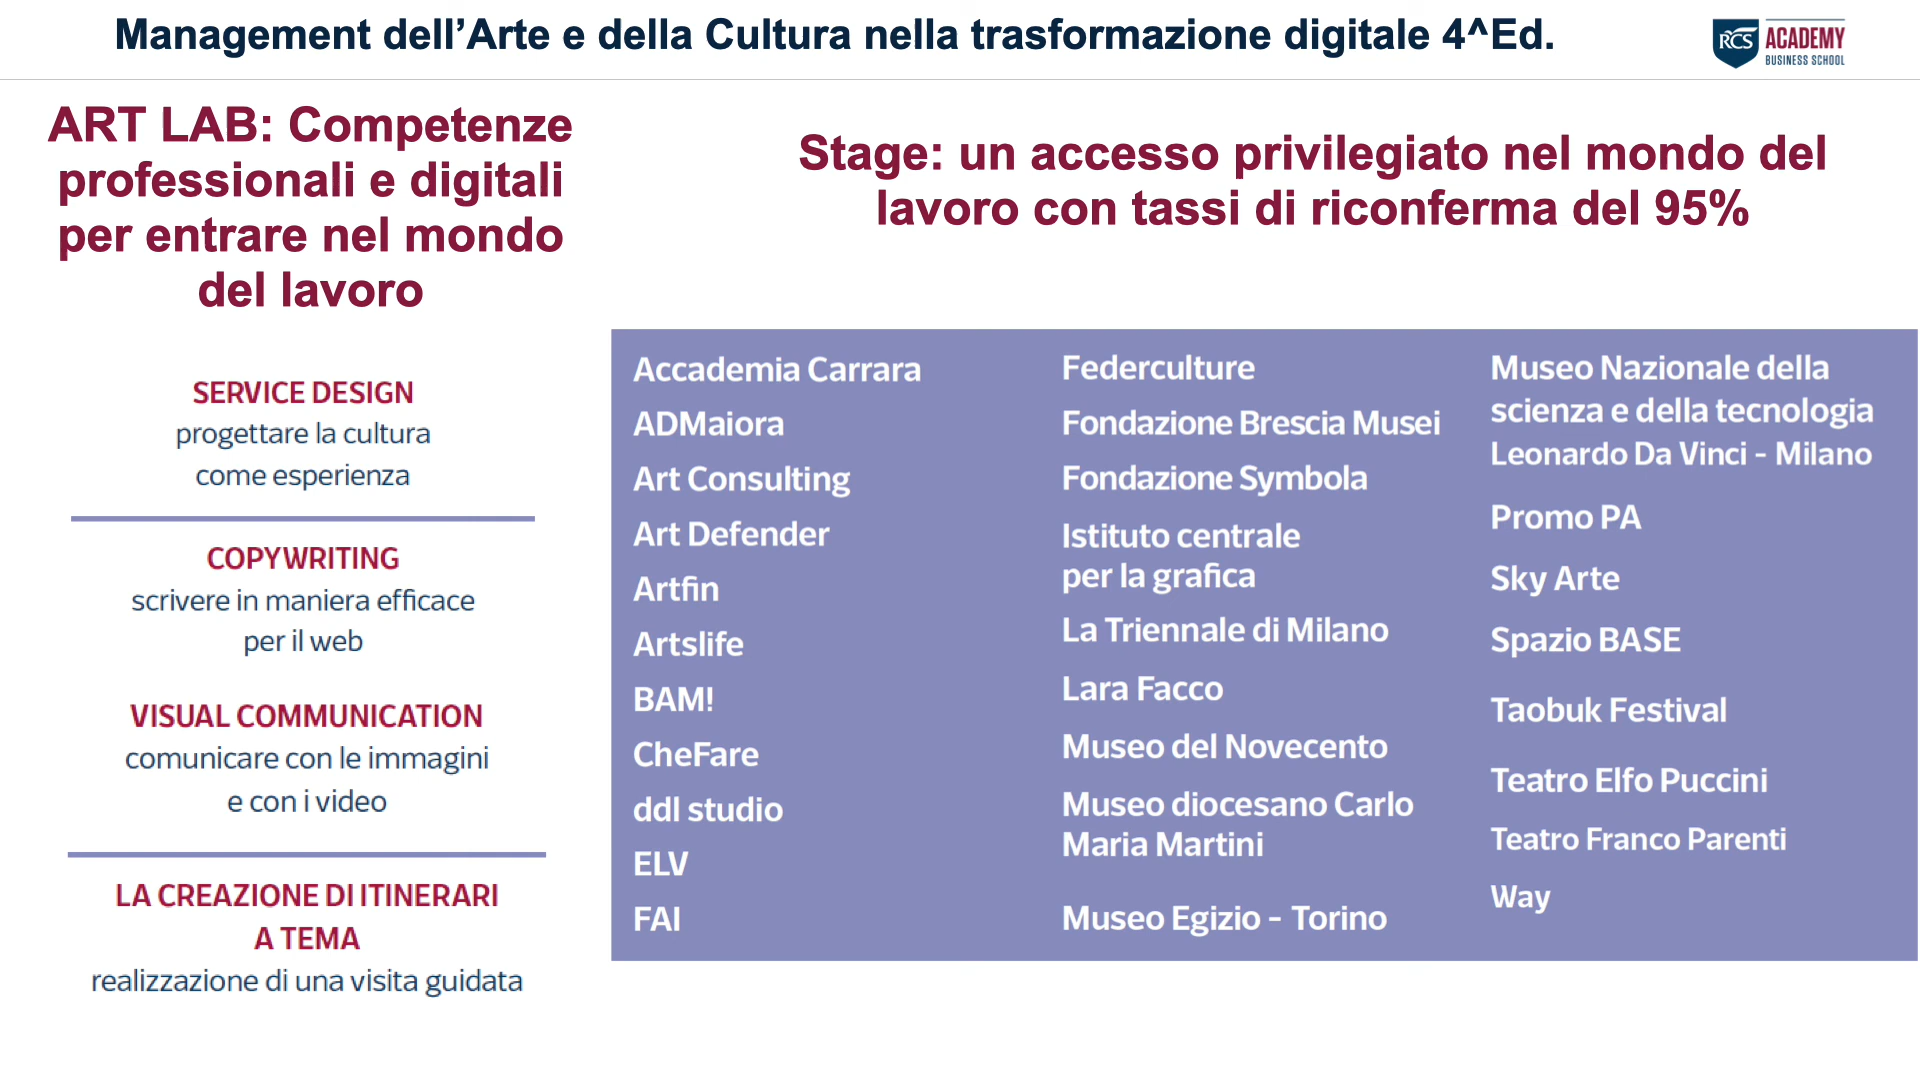 Management dell’Arte e della Cultura nella trasformazione digitale 4^Ed.
RCS ACADEMY
BUSINESS SCHOOL
ART LAB: Competenze
professionali e digitali
per entrare nel mondo
del lavoro
SERVICE DESIGN
progettare la cultura
come esperienza
COPYWRITING
scrivere in maniera efficace
per il web
VISUAL COMMUNICATION
comunicare con le immagini
e con i video
LA CREAZIONE DI ITINERARI
A TEMA
realizzazione di una visita guidata
Stage: un accesso privilegiato nel mondo del
lavoro con tassi di riconferma del 95%
Accademia Carrara
ADMaiora
Art Consulting
Art Defender
Artfin
Artslife
BAM!
CheFare
ddl studio
ELV
FAI
Federculture
Fondazione Brescia Musei
Fondazione Symbola
Istituto centrale
per la grafica
La Triennale di Milano
Lara Facco
Museo del Novecento
Museo diocesano Carlo
Maria Martini
Museo Egizio - Torino
Museo Nazionale della
scienza e della tecnologia
Leonardo Da Vinci - Milano
Promo PA
Sky Arte
Spazio BASE
Taobuk Festival
Teatro Elfo Puccini
Teatro Franco Parenti
Way